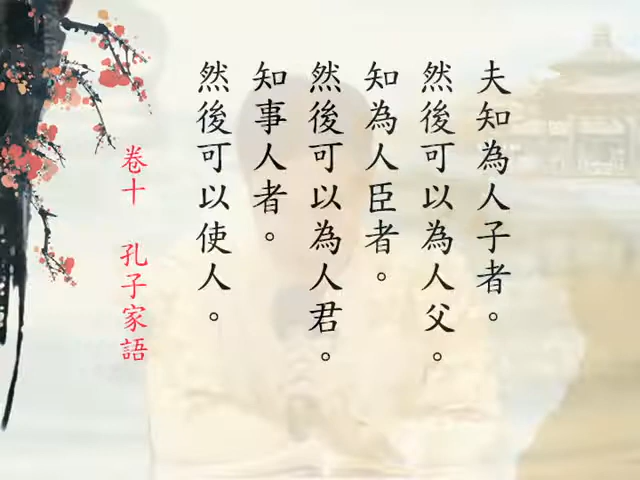 夫知為人子者。
然後可以為人父。
知為人臣者。
然後可以為人君。
知事人者。
然後可以使人。
卷十 孔子家語